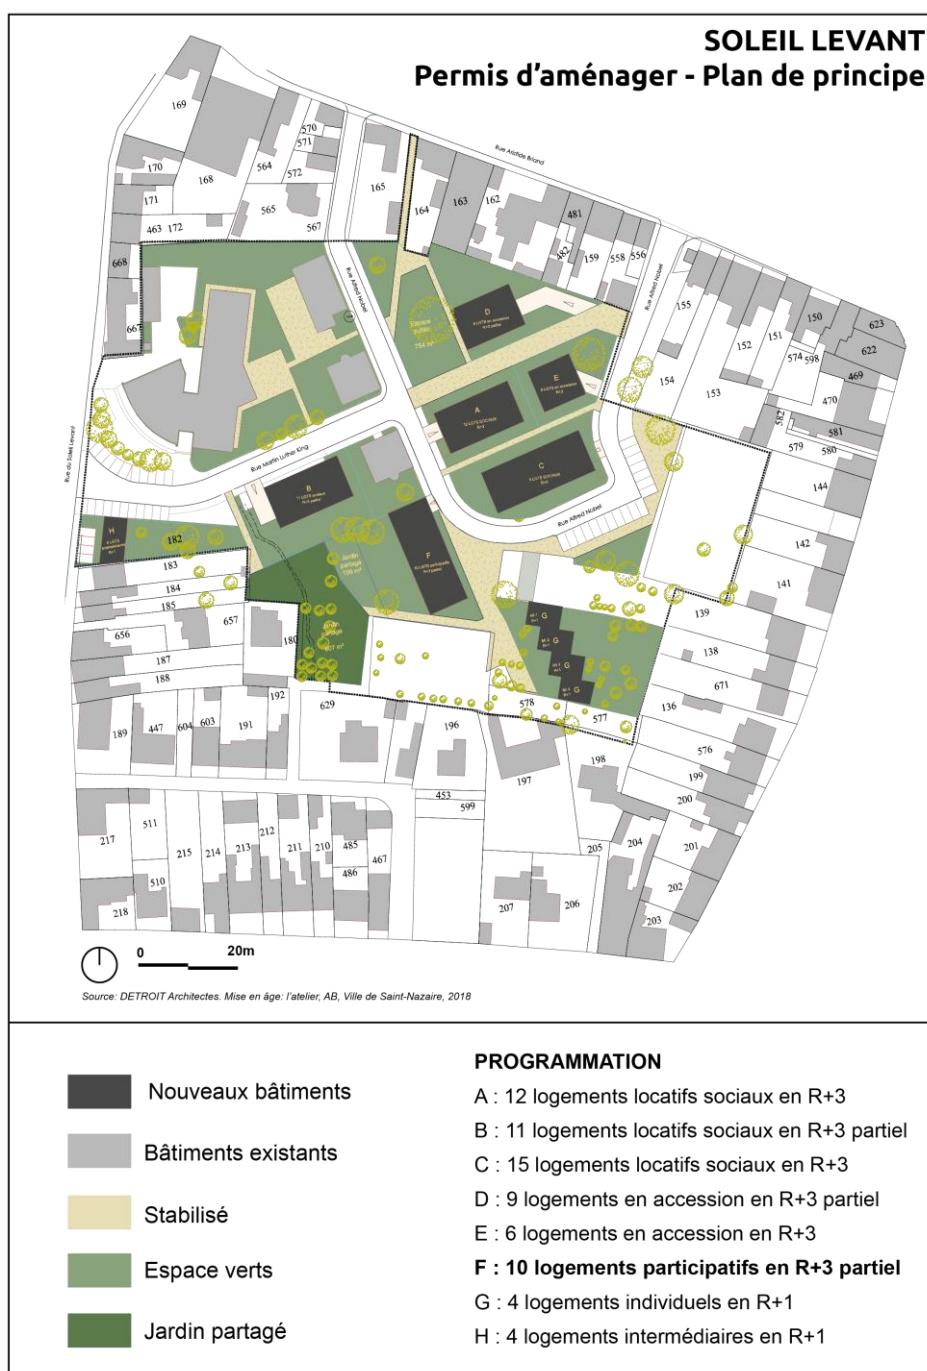 SOLEIL LEVANT
Permis d'aménager - Plan de principe
Rue Aristide Briand
169
570
571
170
564
572
168
165
171
565
164
163
162
463 172
567
481
482
159
558
556
668
Rue Alfred Nobel
Rue Alfred Nobel
667
155
150
623
D
151
152
574
598
622
E
154
153
469
A
470
582
581
Rue du Soleil Levant
Rue Martin Luther King
C
579
580
B
144
Rue Alfred Nobel
H
182
142
F
Jardin
partagé
183
141
184
185
139
657
Jardin
partagé
G
656
180
138
187
G
188
G
671
192
G
578
136
629
577
189
447
604
603
191
196
576
197
198
199
453
200
599
511
212
217
215
214
213
211
210
485
205
204
201
467
486
510
202
218
207
206
203
0
20m
Source: DETROIT Architectes. Mise en âge: l'atelier, AB, Ville de Saint-Nazaire, 2018
Nouveaux bâtiments
Bâtiments existants
Stabilisé
Espace verts
Jardin partagé
PROGRAMMATION
A : 12 logements locatifs sociaux en R+3
B : 11 logements locatifs sociaux en R+3 partiel
C : 15 logements locatifs sociaux en R+3
D : 9 logements en accession en R+3 partiel
E : 6 logements en accession en R+3
F : 10 logements participatifs en R+3 partiel
G : 4 logements individuels en R+1
H : 4 logements intermédiaires en R+1